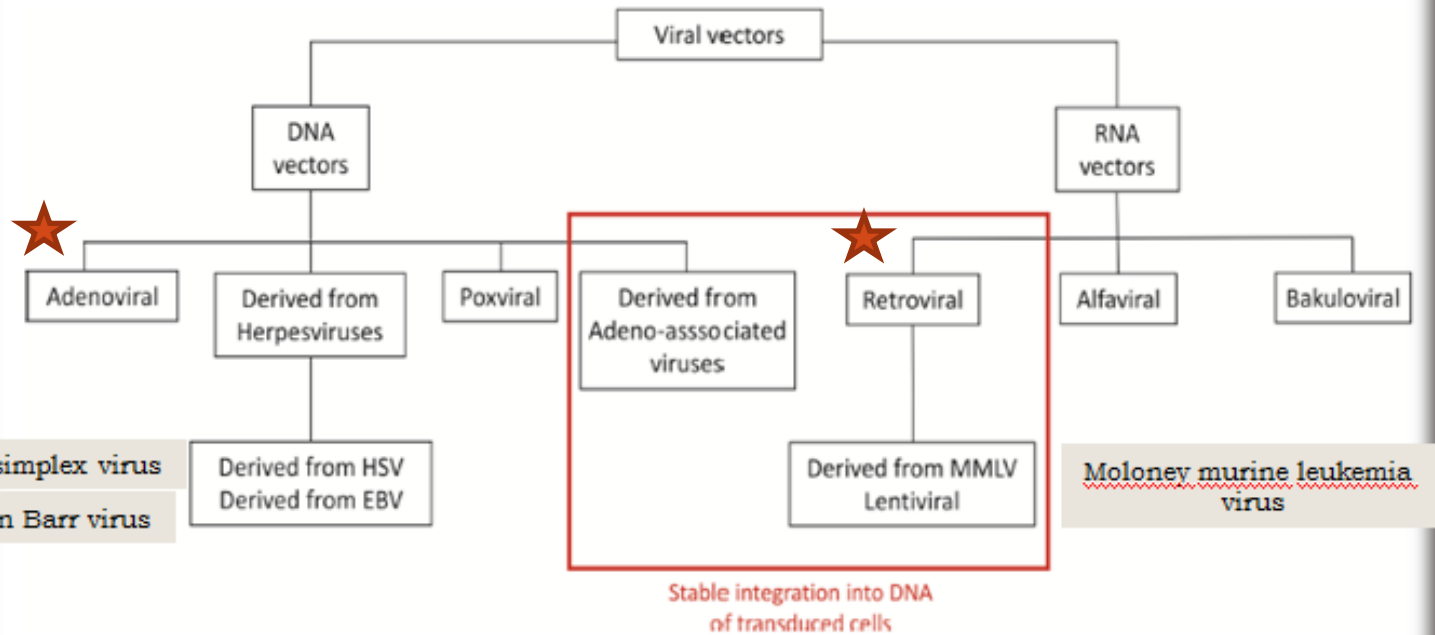 Viral vectors
DNA
vectors
RNA
vectors
Adenoviral
Derived from
Herpesviruses
Poxviral
Derived from
Adeno-asssociated
viruses
Retroviral
Alfaviral
Bakuloviral
simplex virus
Barr virus
Derived from HSV
Derived from EBV
Derived from MMLV
Lentiviral
Moloney murine leukemia
virus
Stable integration into DNA
of transduced cells